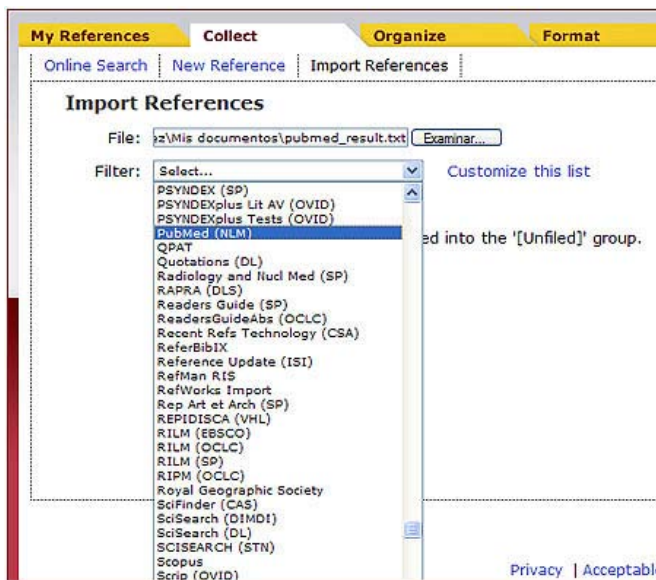 My References Collect Organize Format
Online Search New Reference Import References
Import References
File: ez\Mis documentos\pubmed_result.txt Examinar...
Filter: Select... Customize this list
PSYNDEX (SP)
PSYNDEXplus Lit AV (OVID)
PSYNDEXplus Tests (OVID)
PubMed (NLM)
ed into the '[Unfiled]' group.
QPAT
Quotations (DL)
Radiology and Nucl Med (SP)
RAPRA (DLS)
Readers Guide (SP)
ReadersGuideAbs (OCLC)
Recent Refs Technology (CSA)
ReferBibIX
Reference Update (ISI)
RefMan RIS
RefWorks Import
Rep Art et Arch (SP)
REPIDISCA (VHL)
RILM (EBSCO)
RILM (OCLC)
RILM (SP)
RIPM (OCLC)
Royal Geographic Society
SciFinder (CAS)
SciSearch (DIMDI)
SciSearch (DL)
SCISEARCH (STN)
Scopus
Scrip (OVID)
Privacy | Acceptabl